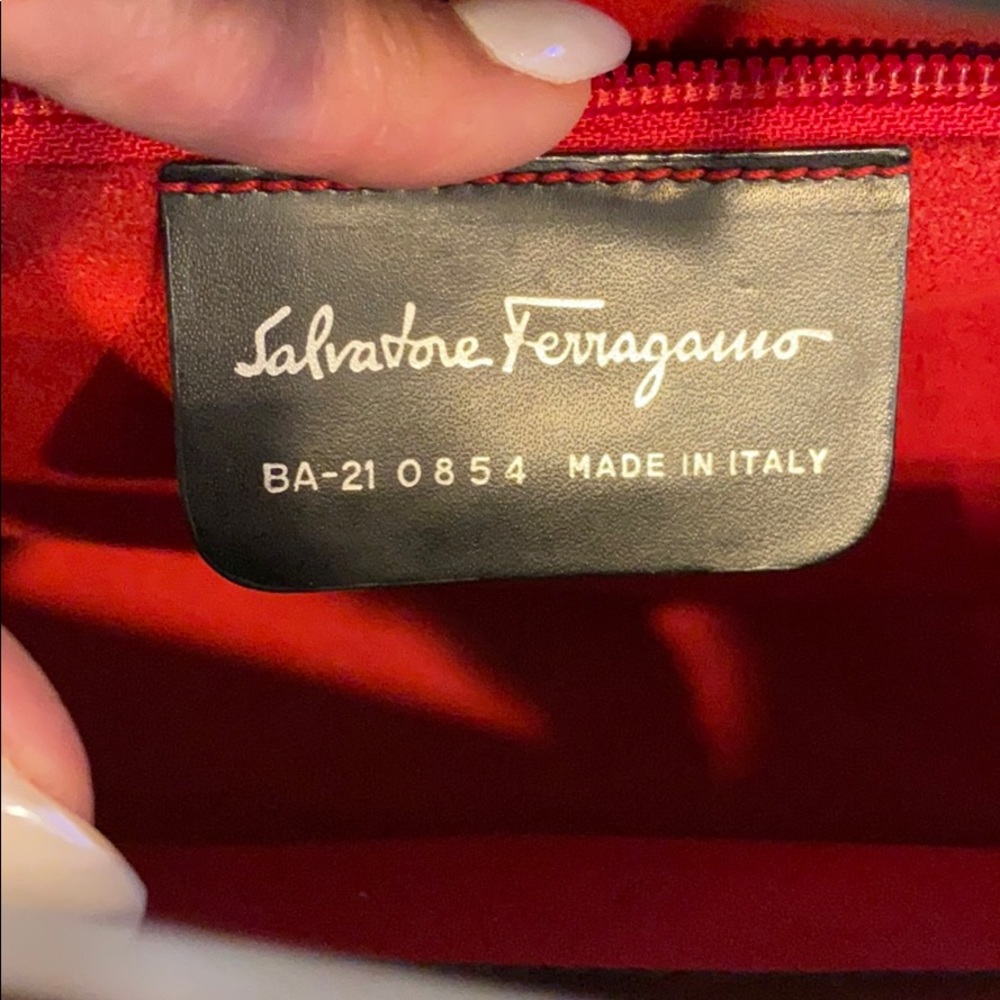 Salvatore Ferragamo
BA-21 0854 MADE IN ITALY